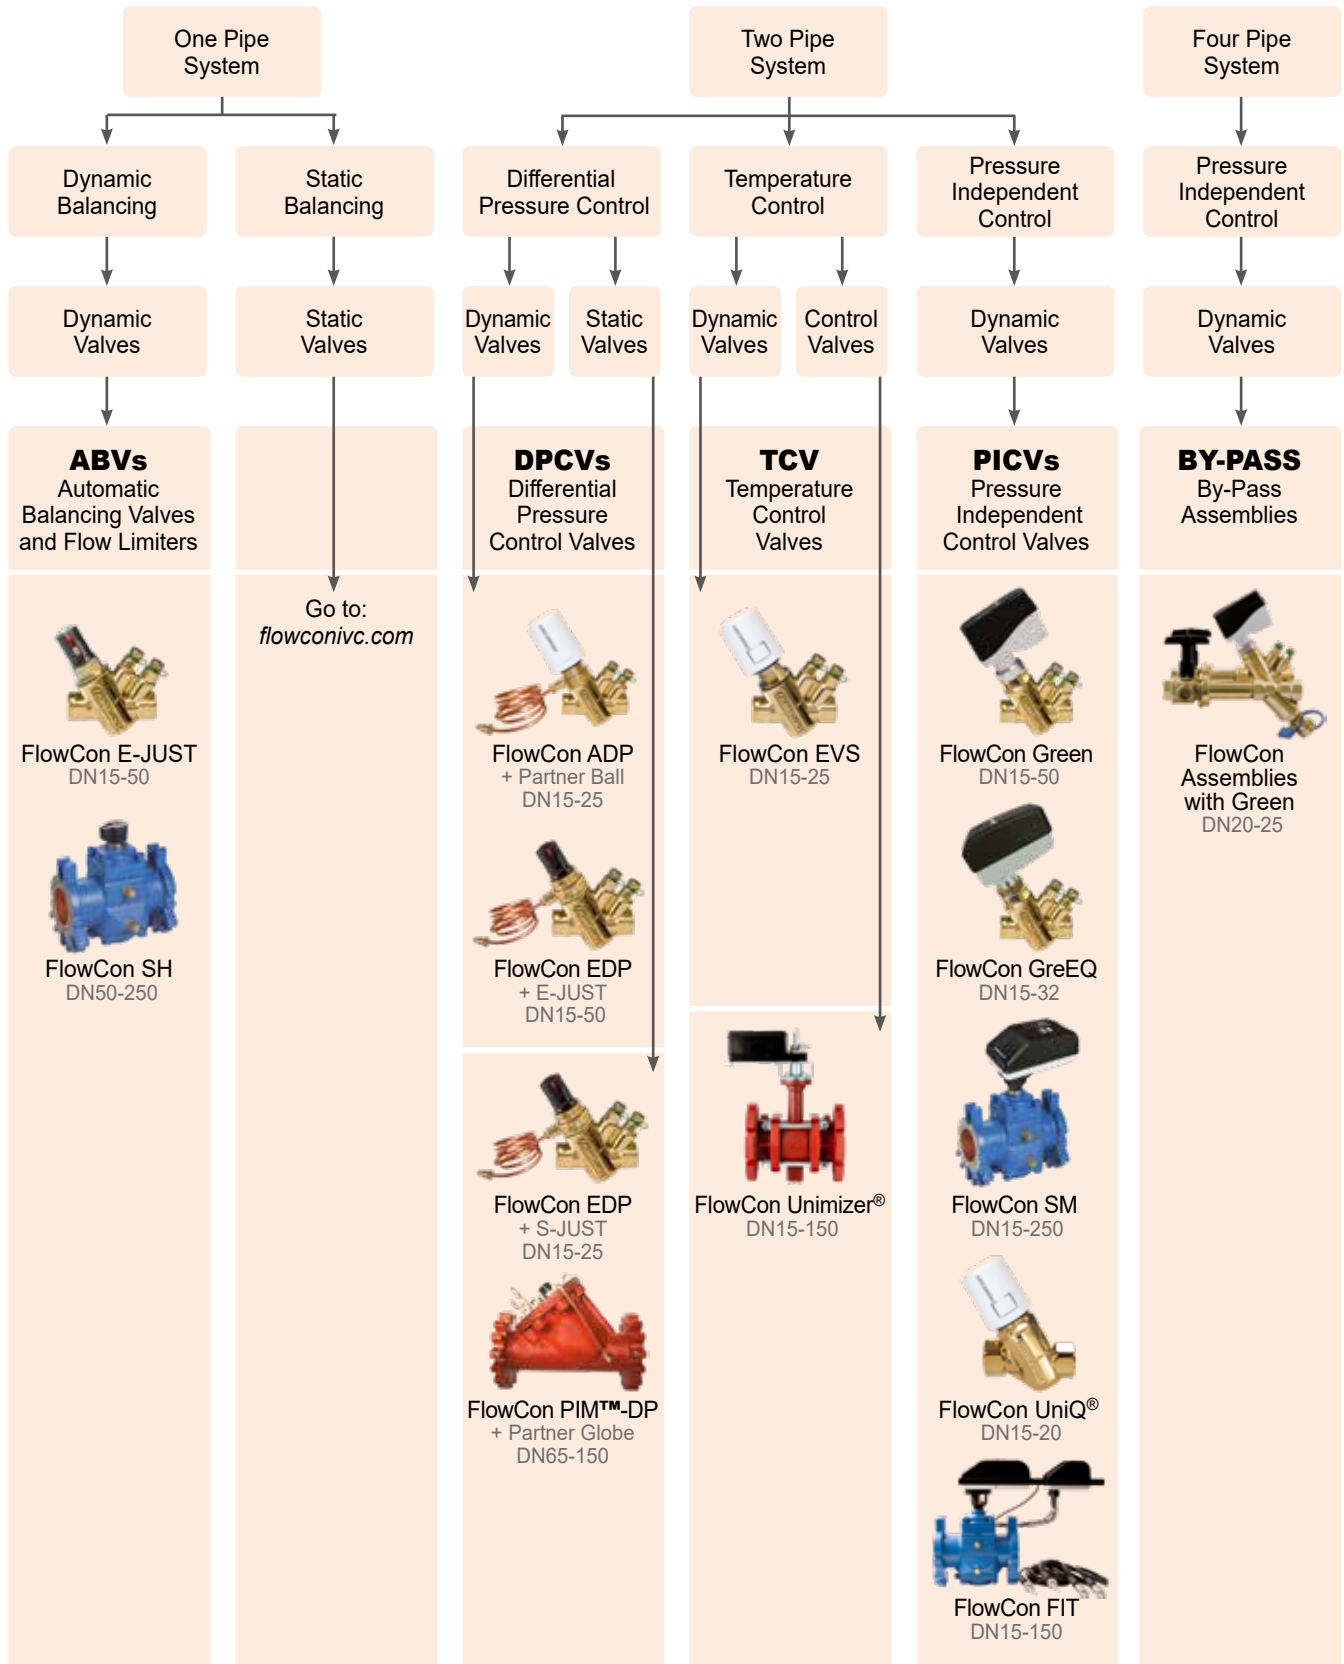 One Pipe
System
Two Pipe
System
Four Pipe
System
Dynamic
Balancing
Static
Balancing
Differential
Pressure Control
Temperature
Control
Pressure
Independent
Control
Pressure
Independent
Control
Dynamic
Valves
Static
Valves
Dynamic
Valves
Static
Valves
Dynamic
Valves
Control
Valves
Dynamic
Valves
Dynamic
Valves
ABVs
Automatic
Balancing Valves
and Flow Limiters
DPCVs
Differential
Pressure
Control Valves
TCV
Temperature
Control
Valves
PICVs
Pressure
Independent
Control Valves
BY-PASS
By-Pass
Assemblies
FlowCon E-JUST
DN15-50
FlowCon SH
DN50-250
Go to:
flowconivc.com
FlowCon ADP
+ Partner Ball
DN15-25
FlowCon EDP
+ E-JUST
DN15-50
FlowCon EDP
+ S-JUST
DN15-25
FlowCon PIM™-DP
+ Partner Globe
DN65-150
FlowCon EVS
DN15-25
FlowCon Unimizer®
DN15-150
FlowCon Green
DN15-50
FlowCon GreEQ
DN15-32
FlowCon SM
DN15-250
FlowCon UniQ®
DN15-20
FlowCon FIT
DN15-150
FlowCon
Assemblies
with Green
DN20-25